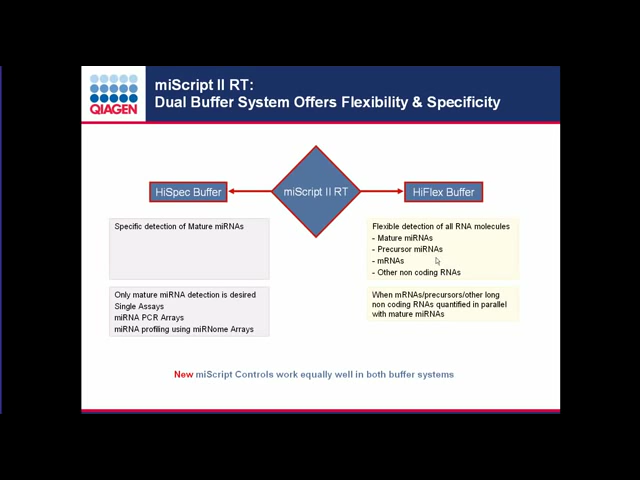 QIAGEN
miScript II RT:
Dual Buffer System Offers Flexibility & Specificity
HiSpec Buffer
miScript II RT
HiFlex Buffer
Specific detection of Mature miRNAs
Flexible detection of all RNA molecules
- Mature miRNAs
- Precursor miRNAs
- mRNAs
- Other non coding RNAs
Only mature miRNA detection is desired
Single Assays
miRNA PCR Arrays
miRNA profiling using miRNome Arrays
When mRNAs/precursors/other long
non coding RNAs quantified in parallel
with mature miRNAs
New miScript Controls work equally well in both buffer systems